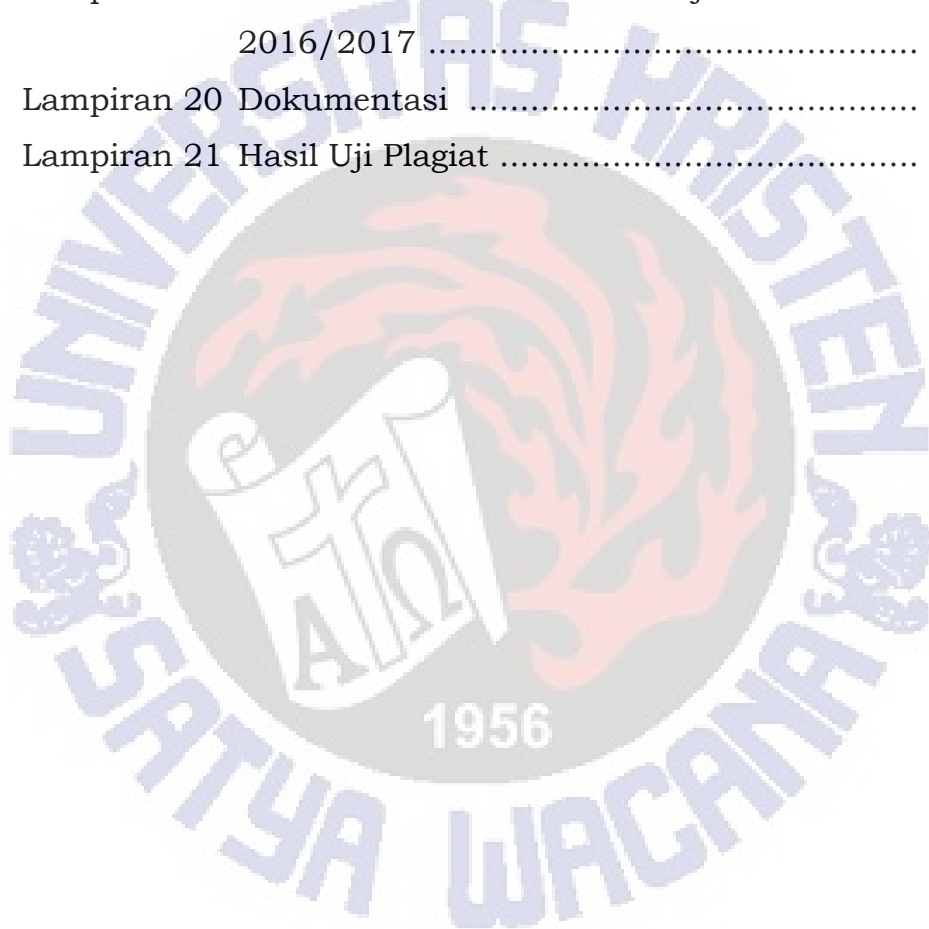 2016/2017 ................................................
Lampiran 20 Dokumentasi ............................................
Lampiran 21 Hasil Uji Plagiat .........................................
UNIVERSITAS KRISTEN
Α Ω
1956
SATYA WACANA